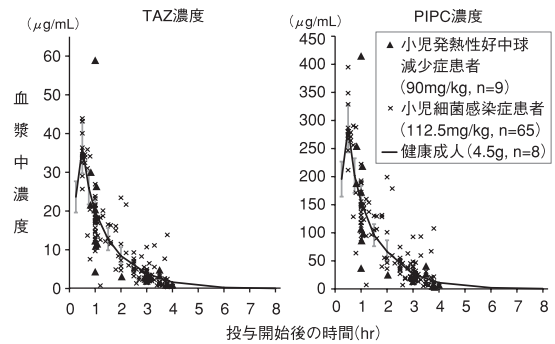 TAZ濃度
PIPC濃度
(μg/mL)
(μg/mL)
血漿中濃度
70
60
50
40
30
20
10
0
450
400
350
300
250
200
150
100
50
0
▲ 小児発熱性好中球
減少症患者
(90mg/kg, n=9)
× 小児細菌感染症患者
(112.5mg/kg, n=65)
— 健康成人(4.5g, n=8)
0 1 2 3 4 5 6 7 8
0 1 2 3 4 5 6 7 8
投与開始後の時間(hr)